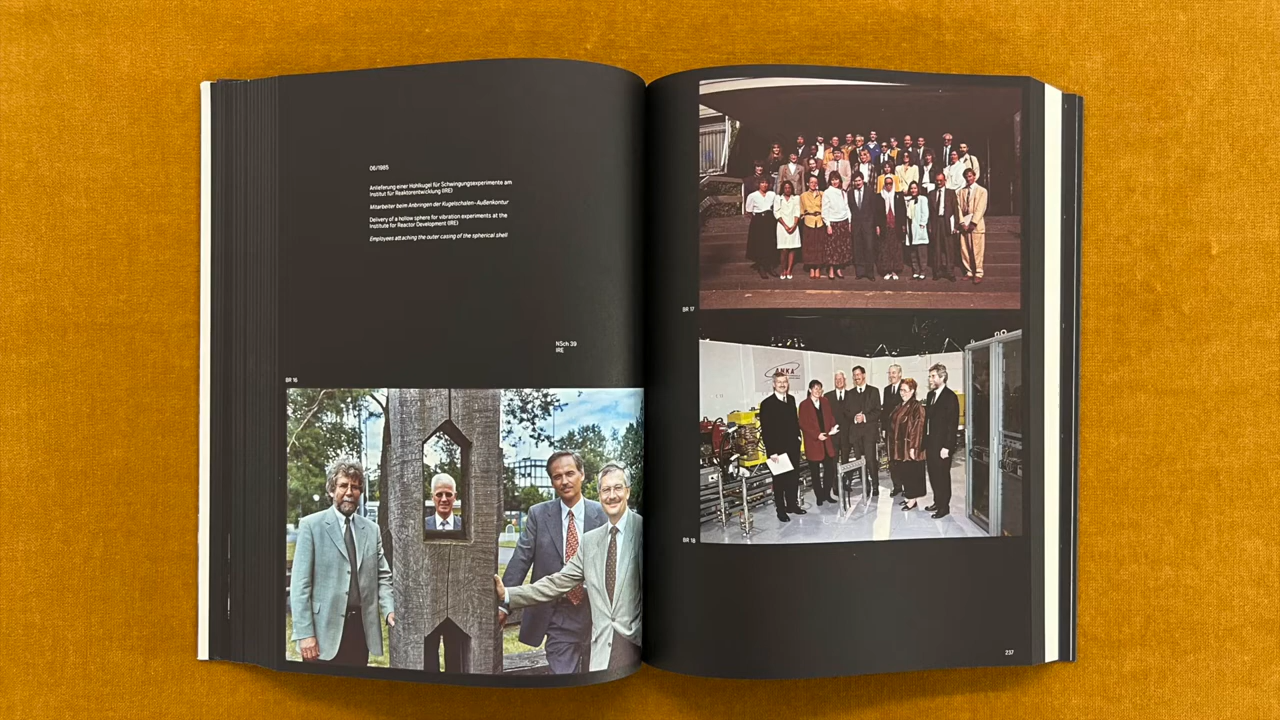 06/1985
Anlieferung einer Hohlkugel für Schwingungsexperimente am
Institut für Reaktorentwicklung (IRE)
Mitarbeiter beim Anbringen der Kugelschalen-Außenkontur
Delivery of a hollow sphere for vibration experiments at the
Institute for Reactor Development (IRE)
Employees attaching the outer casing of the spherical shell
NSch 39
IRE
BR 16
BR 17
ANKA
BR 18
237